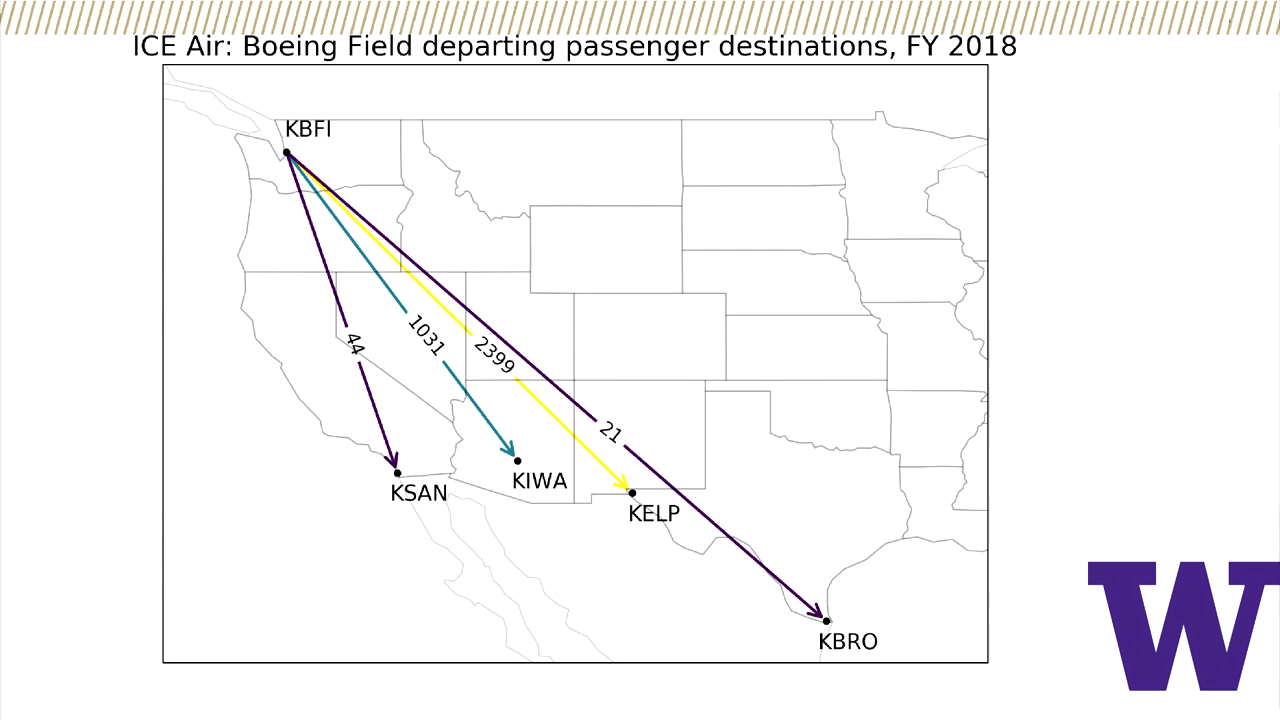 ICE Air: Boeing Field departing passenger destinations, FY 2018
KBFI
44
1031
2399
21
KSAN
KIWA
KELP
KBRO
W